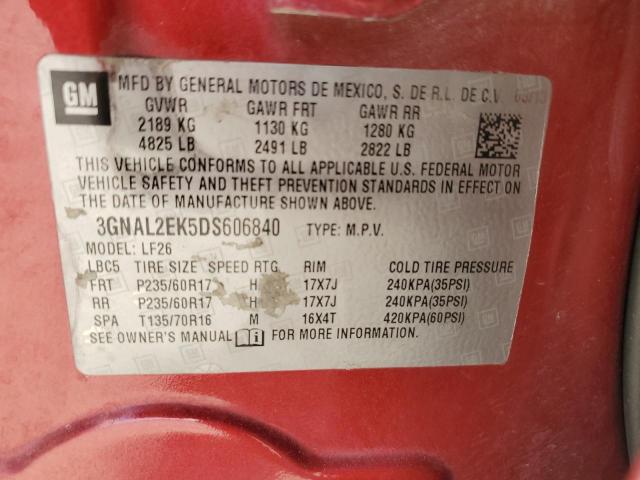 GM
MFD BY GENERAL MOTORS DE MEXICO, S. DE R.L. DE C.V.
GVWR GAWR FRT GAWR RR
2189 KG 1130 KG 1280 KG
4825 LB 2491 LB 2822 LB
THIS VEHICLE CONFORMS TO ALL APPLICABLE U.S. FEDERAL MOTOR
VEHICLE SAFETY AND THEFT PREVENTION STANDARDS IN EFFECT ON
THE DATE OF MANUFACTURE SHOWN ABOVE.
3GNAL2EK5DS606840 TYPE: M.P.V.
MODEL: LF26
LBC5 TIRE SIZE SPEED RTG RIM COLD TIRE PRESSURE
FRT P235/60R17 H 17X7J 240KPA(35PSI)
RR P235/60R17 H 17X7J 240KPA(35PSI)
SPA T135/70R16 M 16X4T 420KPA(60PSI)
SEE OWNER'S MANUAL FOR MORE INFORMATION.